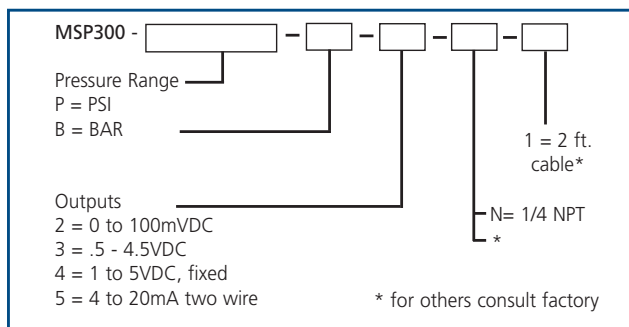 MSP300 -
Pressure Range
P = PSI
B = BAR
1 = 2 ft.
cable*
Outputs
2 = 0 to 100mVDC
3 = .5 - 4.5VDC
4 = 1 to 5VDC, fixed
5 = 4 to 20mA two wire
N= 1/4 NPT
*
* for others consult factory